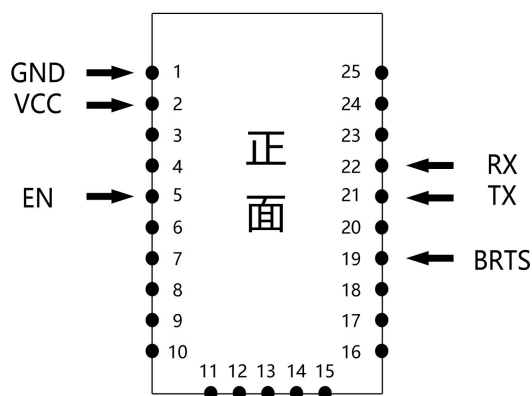 GND 1 25
VCC 2 24
3 23
4 正 22 RX
EN 5 面 21 TX
6 20
7 19 BRTS
8 18
9 17
10 16
11 12 13 14 15